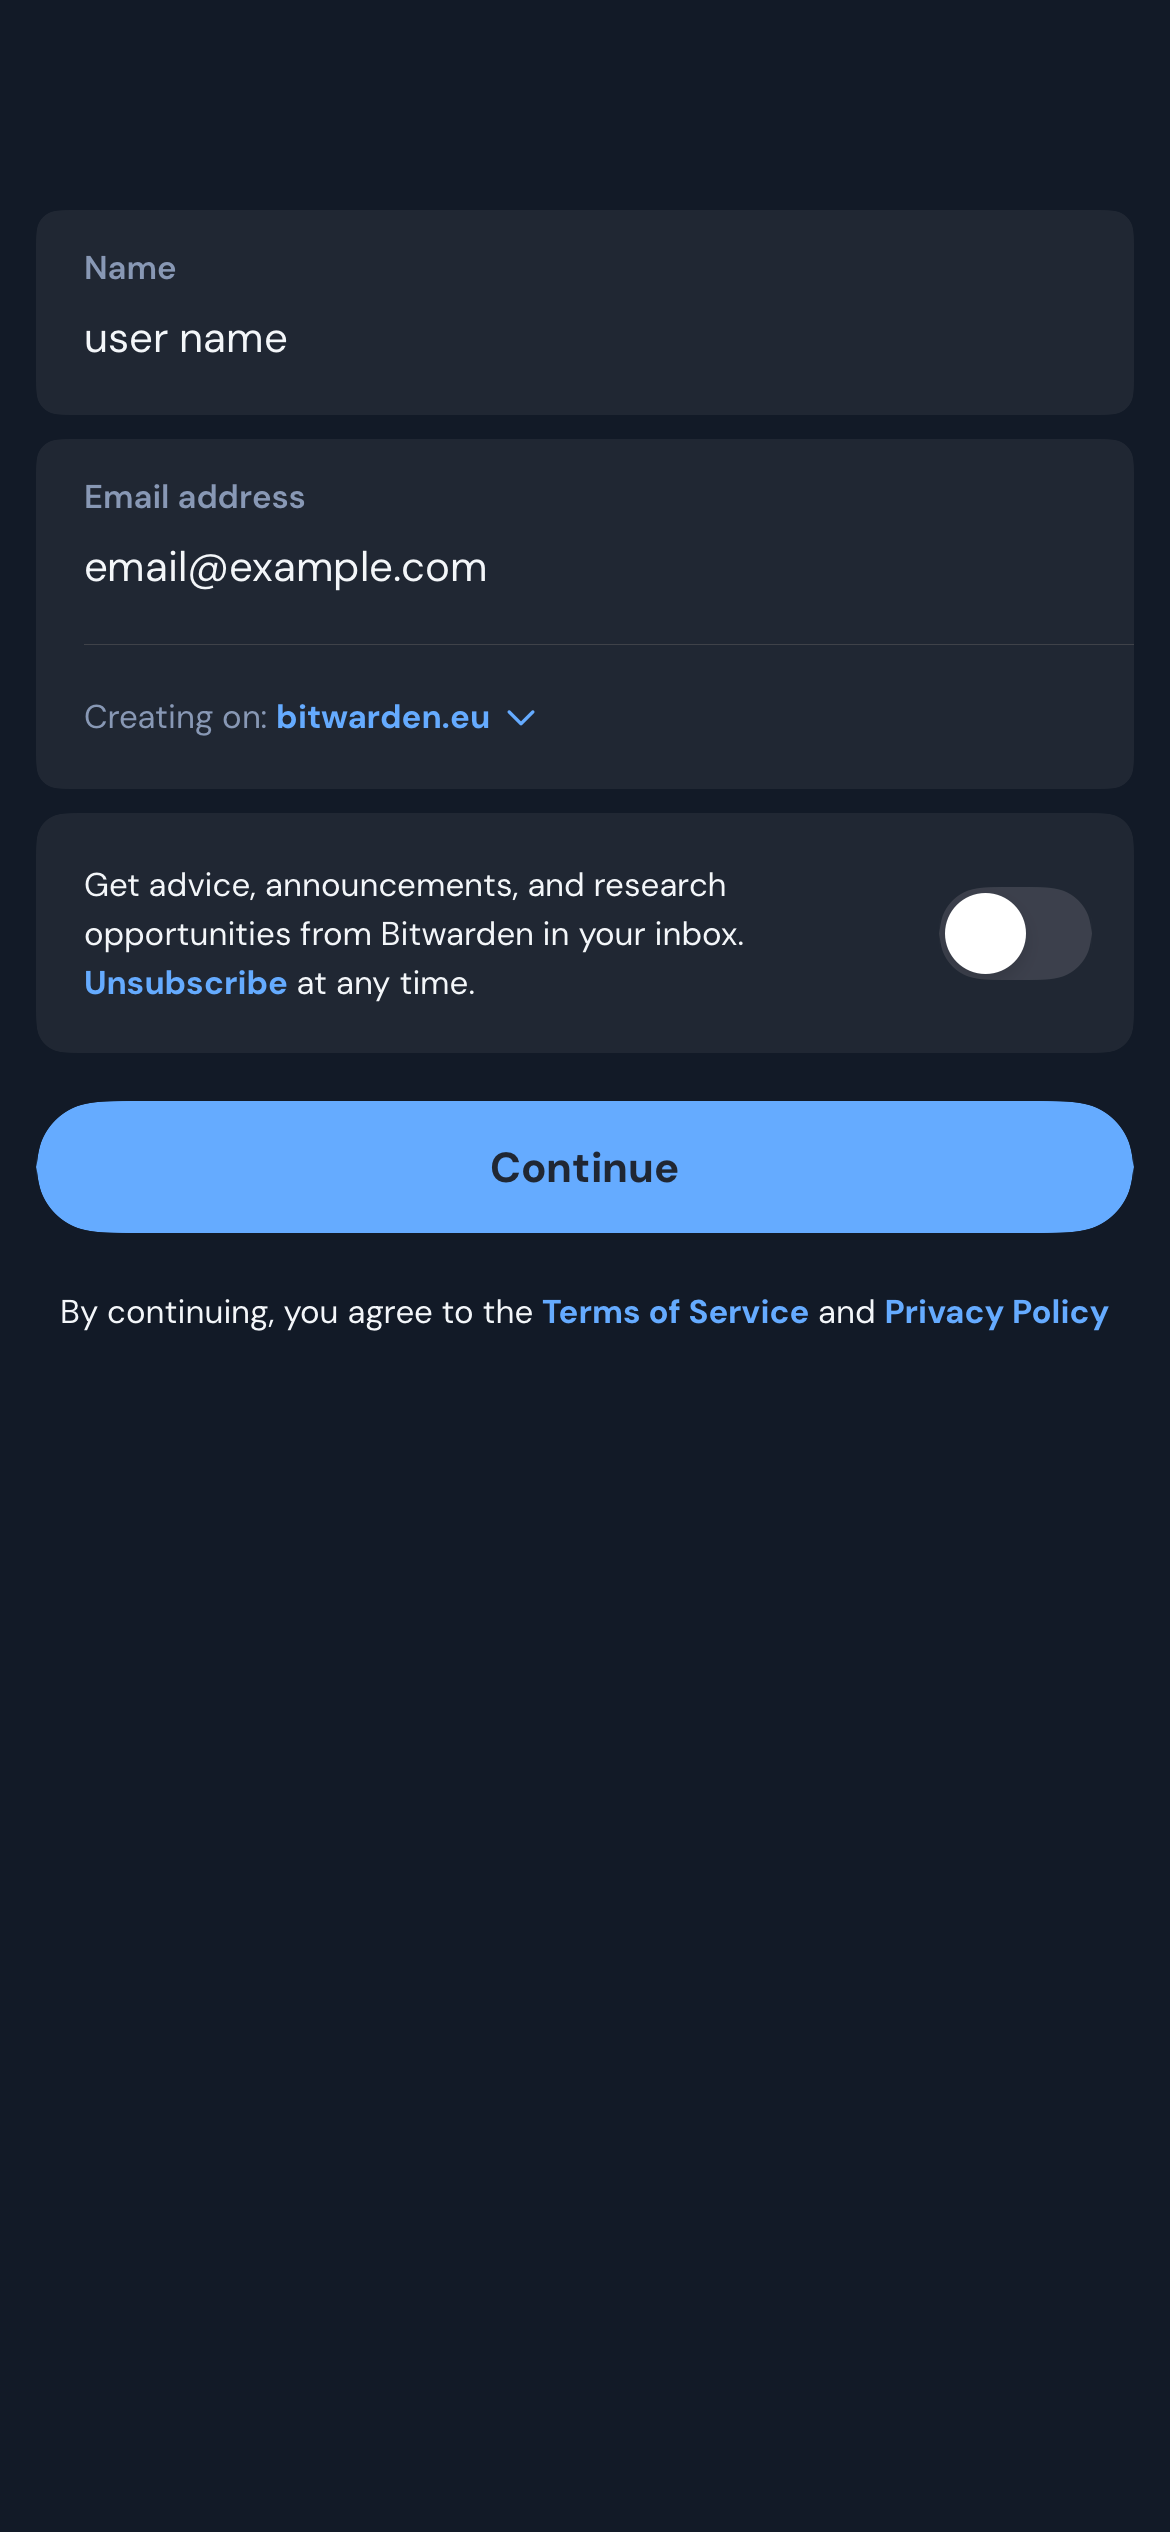 Name
user name
Email address
email@example.com
Creating on: bitwarden.eu
Get advice, announcements, and research
opportunities from Bitwarden in your inbox.
Unsubscribe at any time.
Continue
By continuing, you agree to the Terms of Service and Privacy Policy